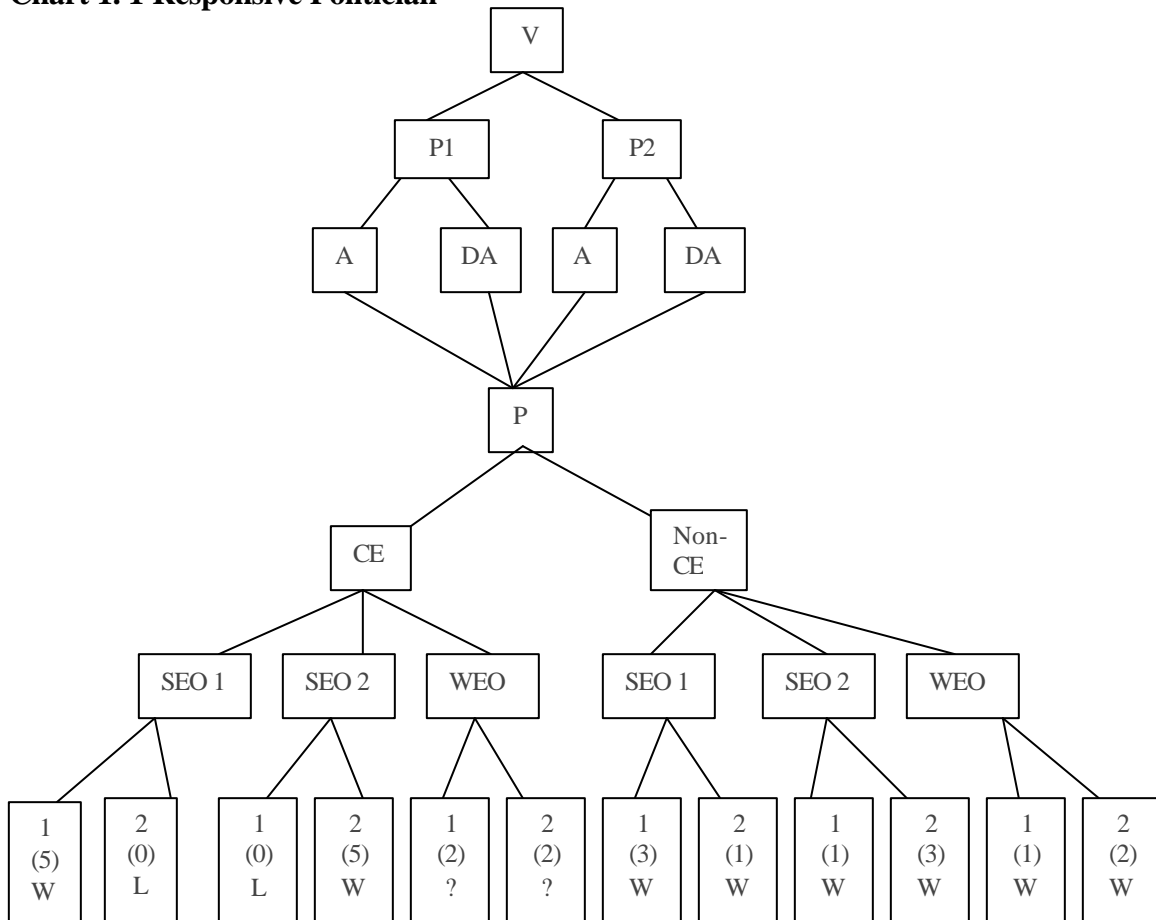 Chart 1: 1 Responsive Politician
V
P1 P2
A DA A DA
P
CE Non-
CE
SEO 1 SEO 2 WEO SEO 1 SEO 2 WEO
1 2 1 2 1 2 1 2 1 2 1 2
(5) (0) (0) (5) (2) (2) (3) (1) (1) (3) (1) (2)
W L L W ? ? W W W W W W